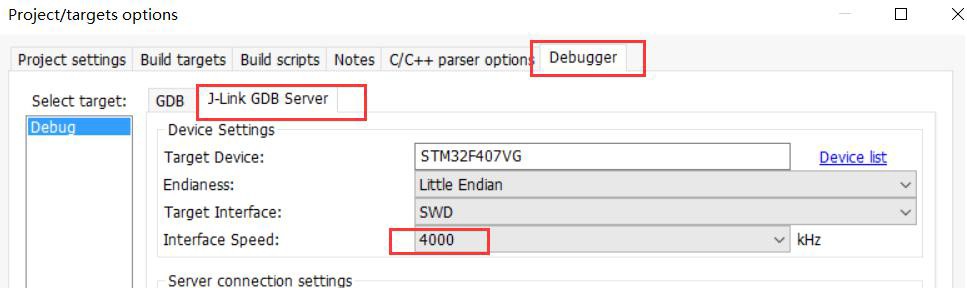 Project/targets options
Project settings Build targets Build scripts Notes C/C++ parser options Debugger
Select target: GDB J-Link GDB Server
Debug
Device Settings
Target Device: STM32F407VG Device list
Endianess: Little Endian
Target Interface: SWD
Interface Speed: 4000 kHz
Server connection settings